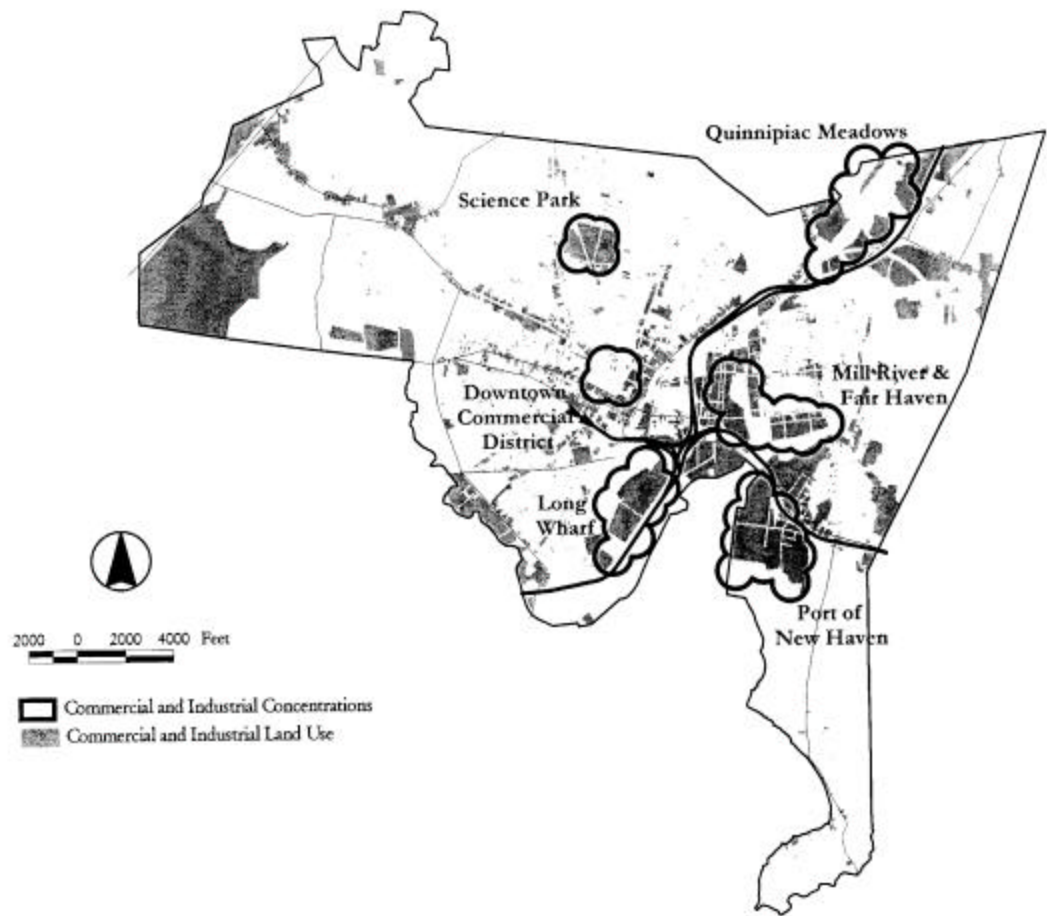 Quinnipiac Meadows
Science Park
Mill River &
Fair Haven
Downtown
Commercial
District
Long
Wharf
Port of
New Haven
2000 0 2000 4000 Feet
Commercial and Industrial Concentrations
Commercial and Industrial Land Use